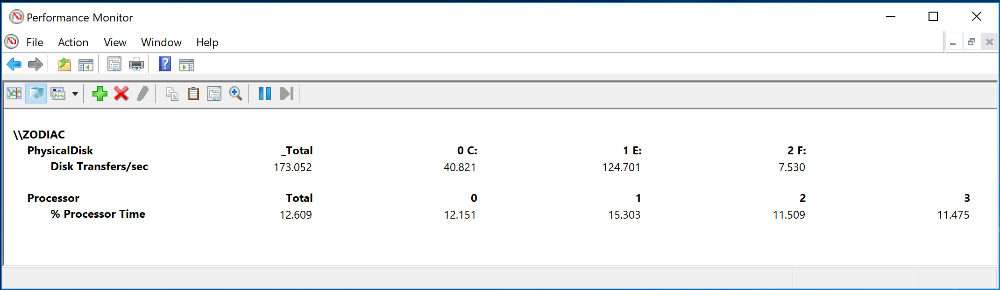 Performance Monitor
File Action View Window Help
\\ZODIAC
PhysicalDisk _Total 0 C: 1 E: 2 F:
Disk Transfers/sec 173.052 40.821 124.701 7.530
Processor _Total 0 1 2 3
% Processor Time 12.609 12.151 15.303 11.509 11.475